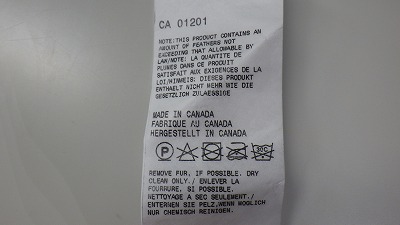 CA 01201
NOTE:THIS PRODUCT CONTAINS AN
AMOUNT OF FEATHERS NOT
EXCEEDING THAT ALLOWABLE BY
LAW/NOTE: LA QUANTITE DE
PLUMES DANS CE PRODUIT
SATISFAIT AUX EXIGENCES DE LA
LOI/HINWEIS: DIESES PRODUKT
ENTHAELT NICHT MEHR WIE DIE
GESETZLICH ZULAESSIGE
MADE IN CANADA
FABRIQUE AU CANADA
HERGESTELLT IN CANADA
P
REMOVE FUR, IF POSSIBLE. DRY
CLEAN ONLY./ ENLEVER LA
FOURRURE, SI POSSIBLE.
NETTOYAGE A SEC SEULEMENT./
ENTERNEN SIE PELZ,WENN MOGLICH
NUR CHEMISCH REINIGEN.